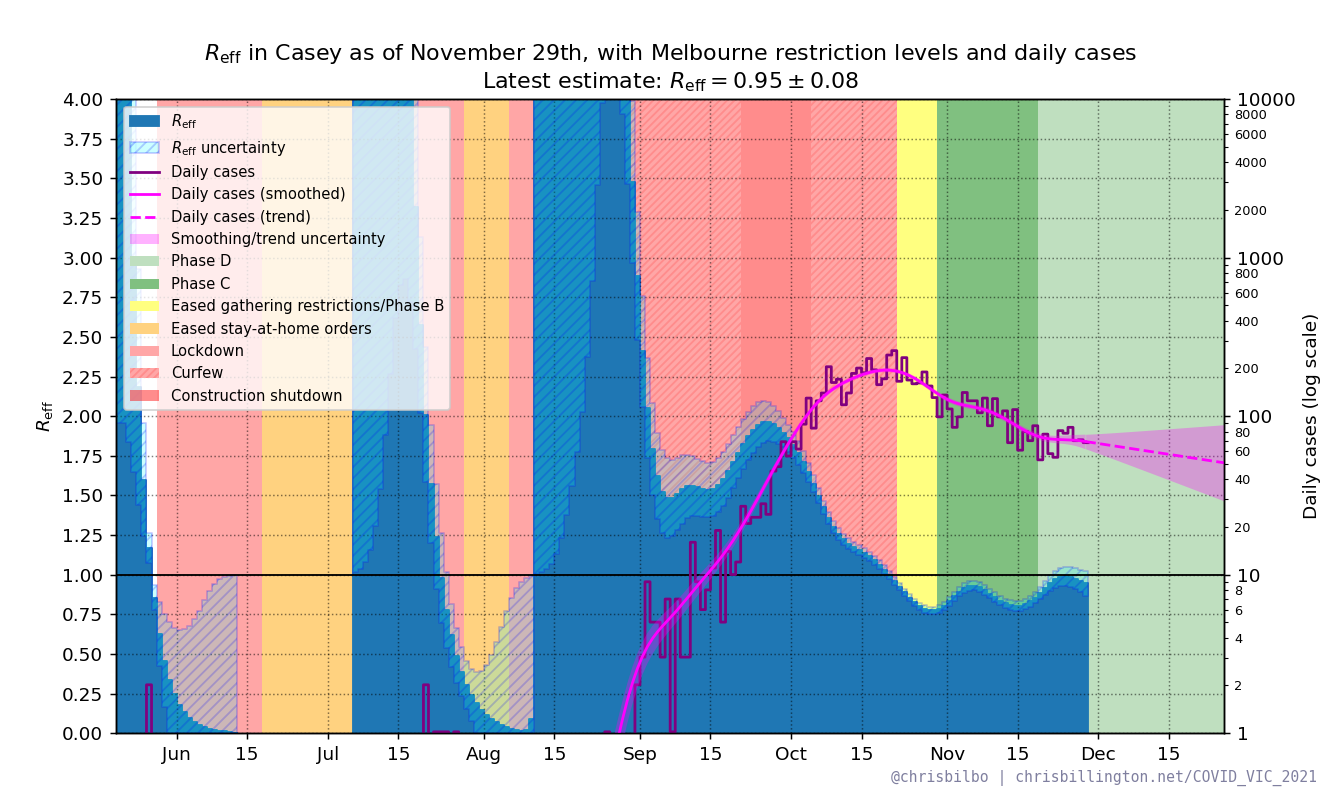 R_eff in Casey as of November 29th, with Melbourne restriction levels and daily cases
Latest estimate: R_eff = 0.95 ± 0.08
R_eff
R_eff uncertainty
Daily cases
Daily cases (smoothed)
Daily cases (trend)
Smoothing/trend uncertainty
Phase D
Phase C
Eased gathering restrictions/Phase B
Eased stay-at-home orders
Lockdown
Curfew
Construction shutdown
R_eff
4.00
3.75
3.50
3.25
3.00
2.75
2.50
2.25
2.00
1.75
1.50
1.25
1.00
0.75
0.50
0.25
0.00
10000
8000
6000
4000
2000
1000
800
600
400
200
100
80
60
40
20
10
8
6
4
2
1
Daily cases (log scale)
Jun 15 Jul 15 Aug 15 Sep 15 Oct 15 Nov 15 Dec 15
@chrisbilbo | chrisbillington.net/COVID_VIC_2021